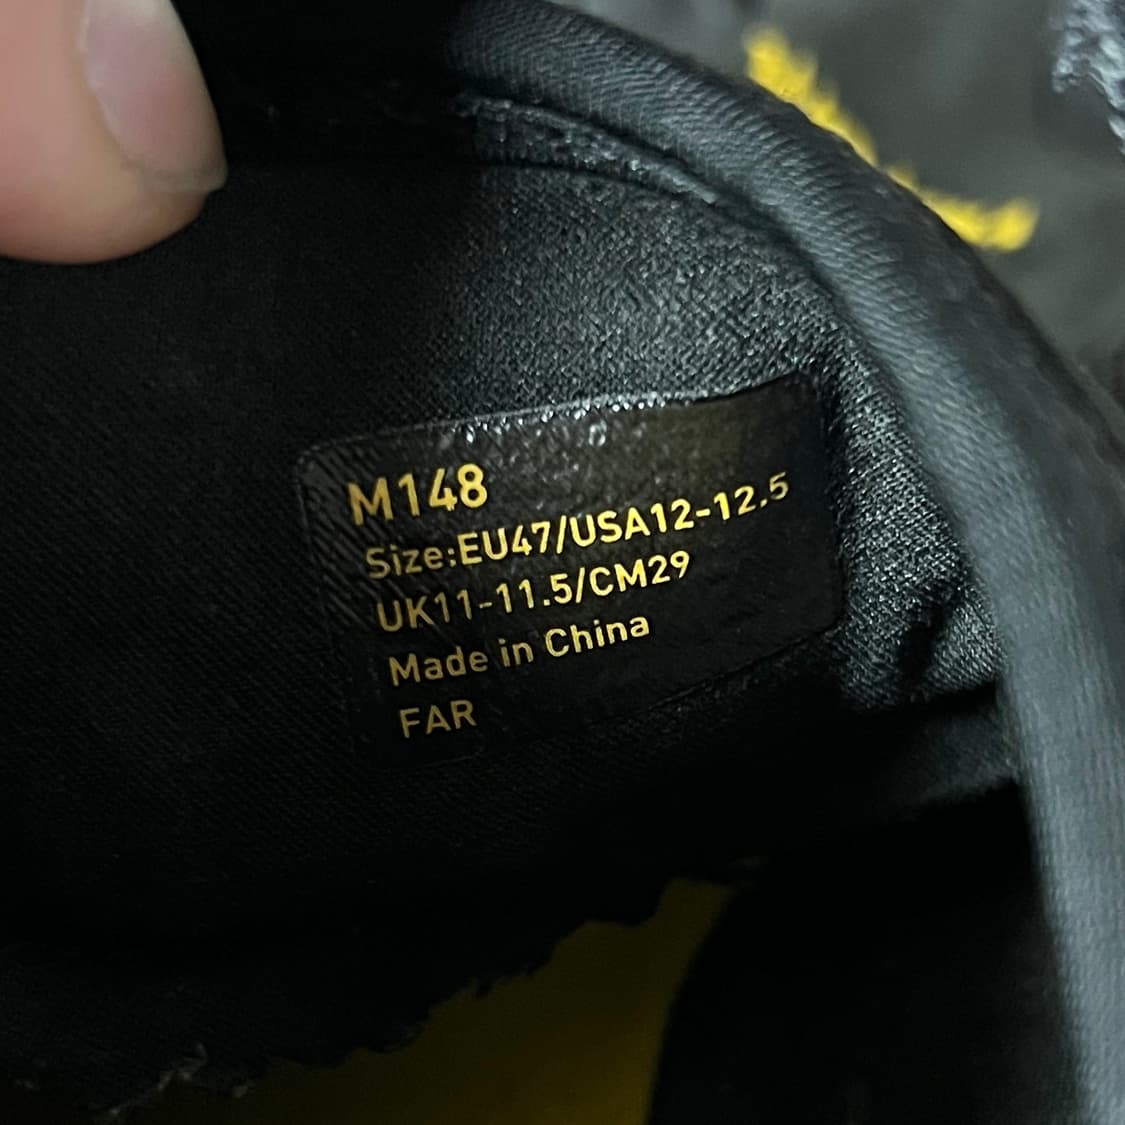 M148
Size:EU47/USA12-12.5
UK11-11.5/CM29
Made in China
FAR